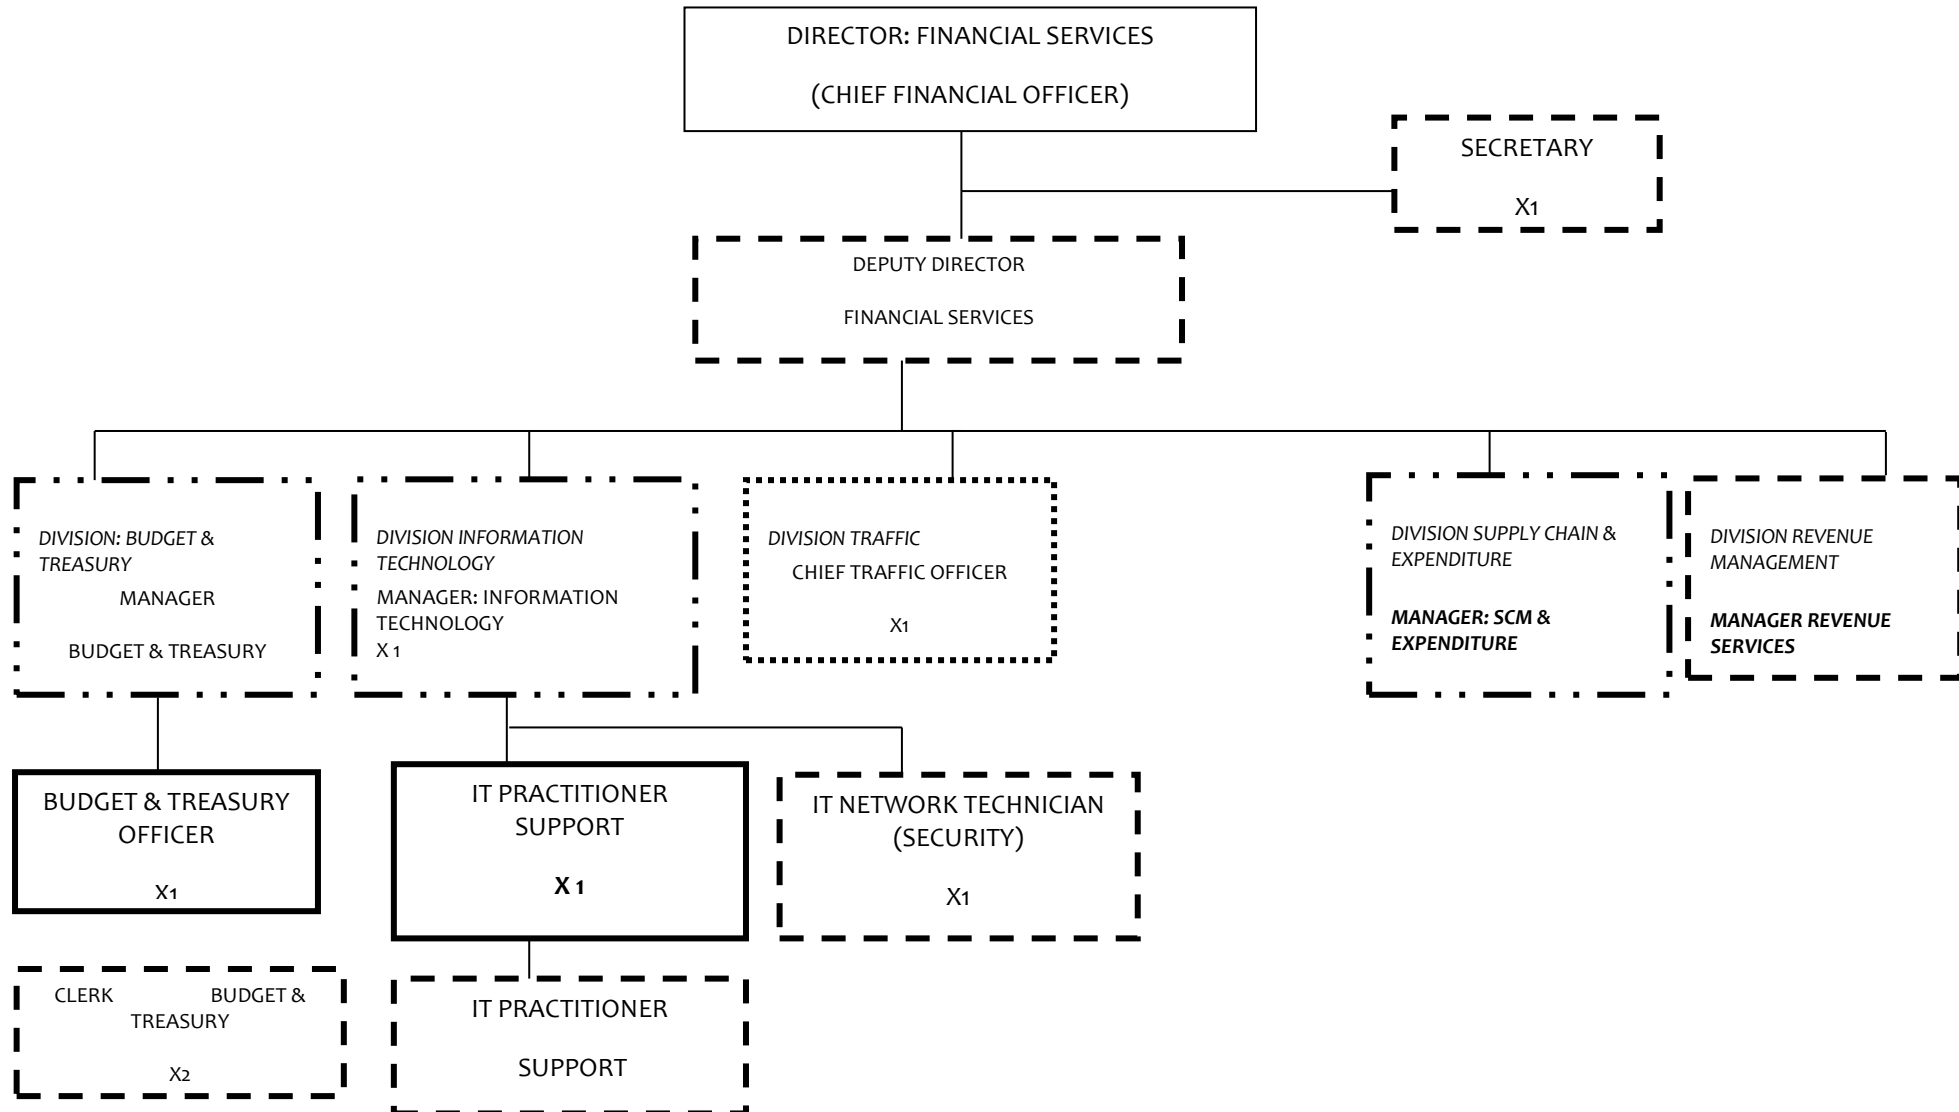 DIRECTOR: FINANCIAL SERVICES
(CHIEF FINANCIAL OFFICER)
SECRETARY
X1
DEPUTY DIRECTOR
FINANCIAL SERVICES
DIVISION: BUDGET &
TREASURY
MANAGER
BUDGET & TREASURY
DIVISION INFORMATION
TECHNOLOGY
MANAGER: INFORMATION
TECHNOLOGY
X 1
DIVISION TRAFFIC
CHIEF TRAFFIC OFFICER
X1
DIVISION SUPPLY CHAIN &
EXPENDITURE
MANAGER: SCM &
EXPENDITURE
DIVISION REVENUE
MANAGEMENT
MANAGER REVENUE
SERVICES
BUDGET & TREASURY
OFFICER
X1
IT PRACTITIONER
SUPPORT
X 1
IT NETWORK TECHNICIAN
(SECURITY)
X1
CLERK BUDGET &
TREASURY
X2
IT PRACTITIONER
SUPPORT